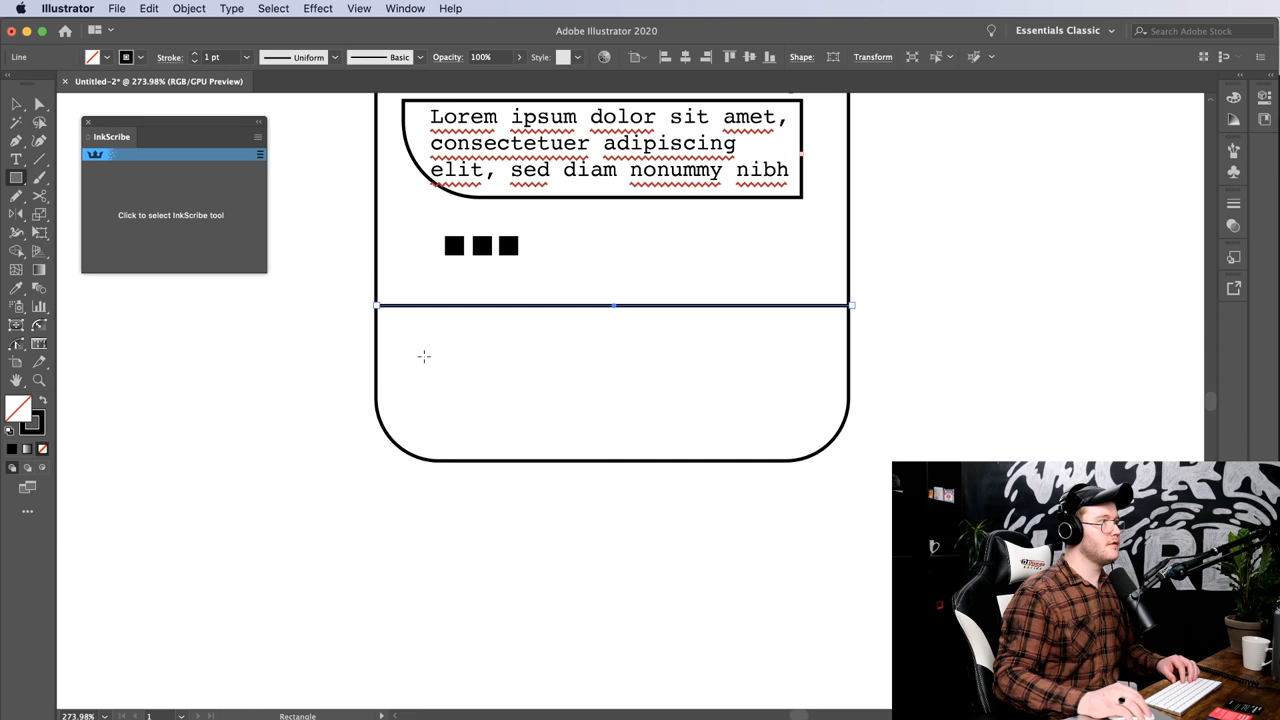 Illustrator File Edit Object Type Select Effect View Window Help
Adobe Illustrator 2020
Essentials Classic
Search Adobe Stock
Line
Stroke: 1 pt
Uniform
Basic
Opacity: 100%
Style:
Shape:
Transform
Untitled-2* @ 273.98% (RGB/GPU Preview)
InkScribe
Click to select InkScribe tool
Lorem ipsum dolor sit amet,
consectetuer adipiscing
elit, sed diam nonummy nibh
273.98%
1
Rectangle